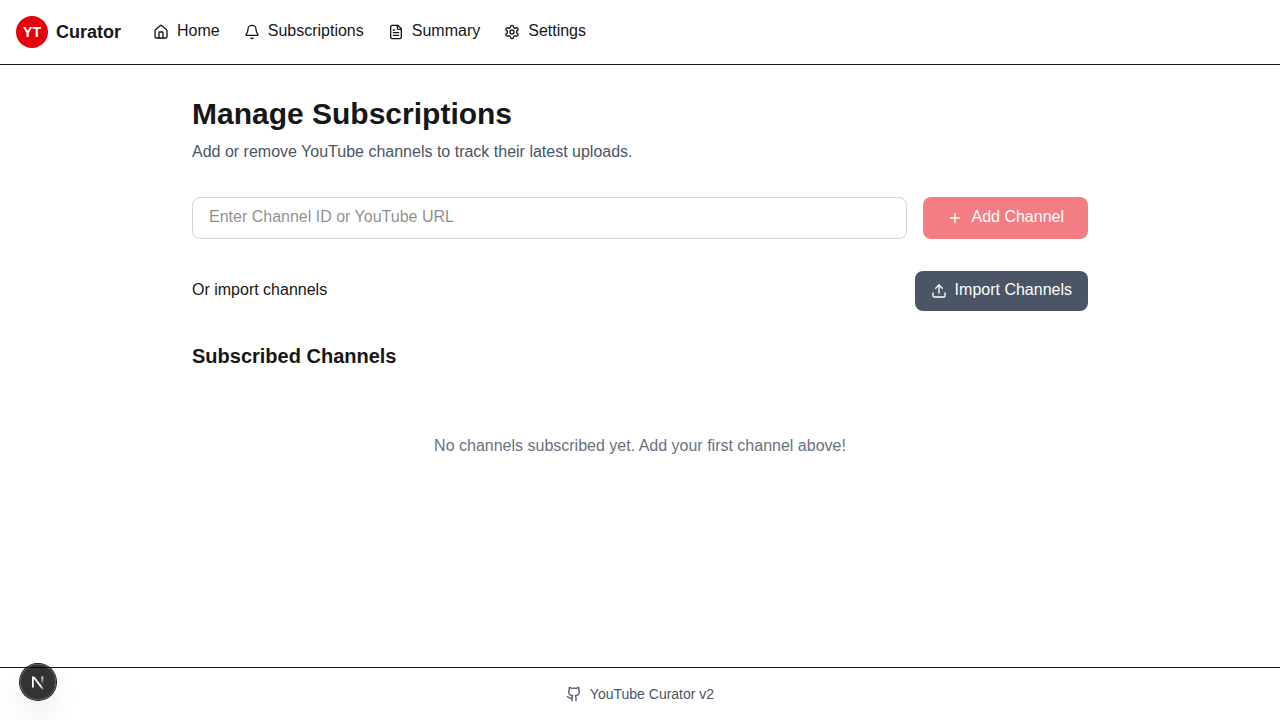 YT Curator Home Subscriptions Summary Settings
Manage Subscriptions
Add or remove YouTube channels to track their latest uploads.
Enter Channel ID or YouTube URL
Add Channel
Or import channels
Import Channels
Subscribed Channels
No channels subscribed yet. Add your first channel above!
N
YouTube Curator v2